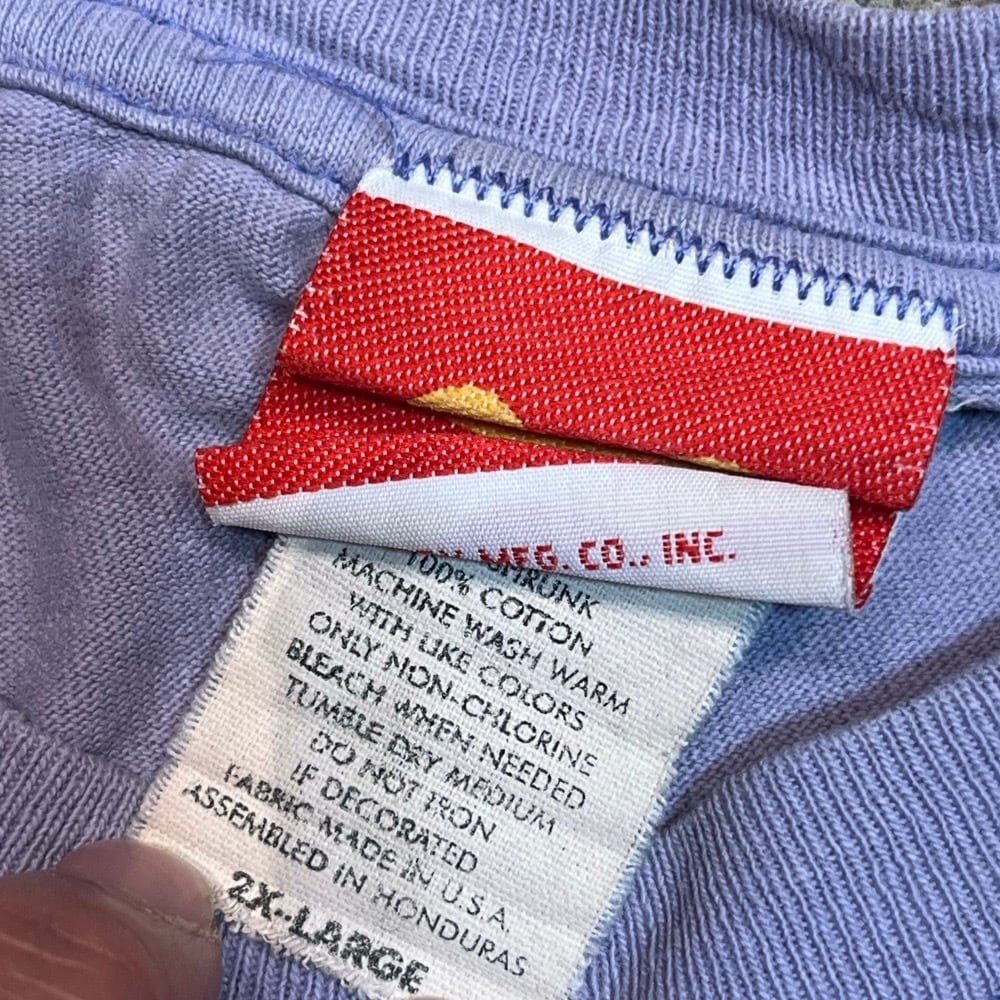 MFG. CO., INC.
SHRUNK
100% COTTON
MACHINE WASH WARM
WITH LIKE COLORS
ONLY NON-CHLORINE
BLEACH WHEN NEEDED
TUMBLE DRY MEDIUM
DO NOT IRON
IF DECORATED
FABRIC MADE IN U.S.A.
ASSEMBLED IN HONDURAS
2X-LARGE